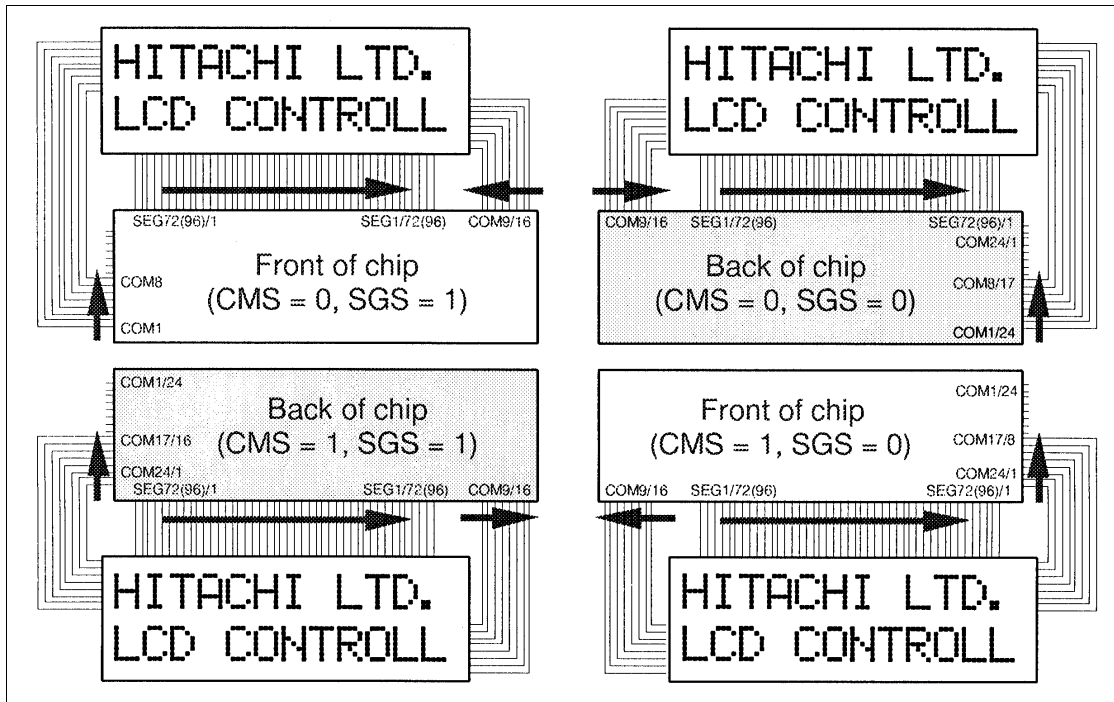 HITACHI LTD.
LCD CONTROLL
SEG72(96)/1 SEG1/72(96) COM9/16
COM8
COM1
Front of chip
(CMS = 0, SGS = 1)
HITACHI LTD.
LCD CONTROLL
COM9/16 SEG1/72(96) SEG72(96)/1
COM24/1
COM8/17
COM1/24
Back of chip
(CMS = 0, SGS = 0)
COM1/24
COM17/16
COM24/1
Back of chip
(CMS = 1, SGS = 1)
SEG72(96)/1 SEG1/72(96) COM9/16
HITACHI LTD.
LCD CONTROLL
COM1/24
COM17/8
COM24/1
Front of chip
(CMS = 1, SGS = 0)
COM9/16 SEG1/72(96) SEG72(96)/1
HITACHI LTD.
LCD CONTROLL